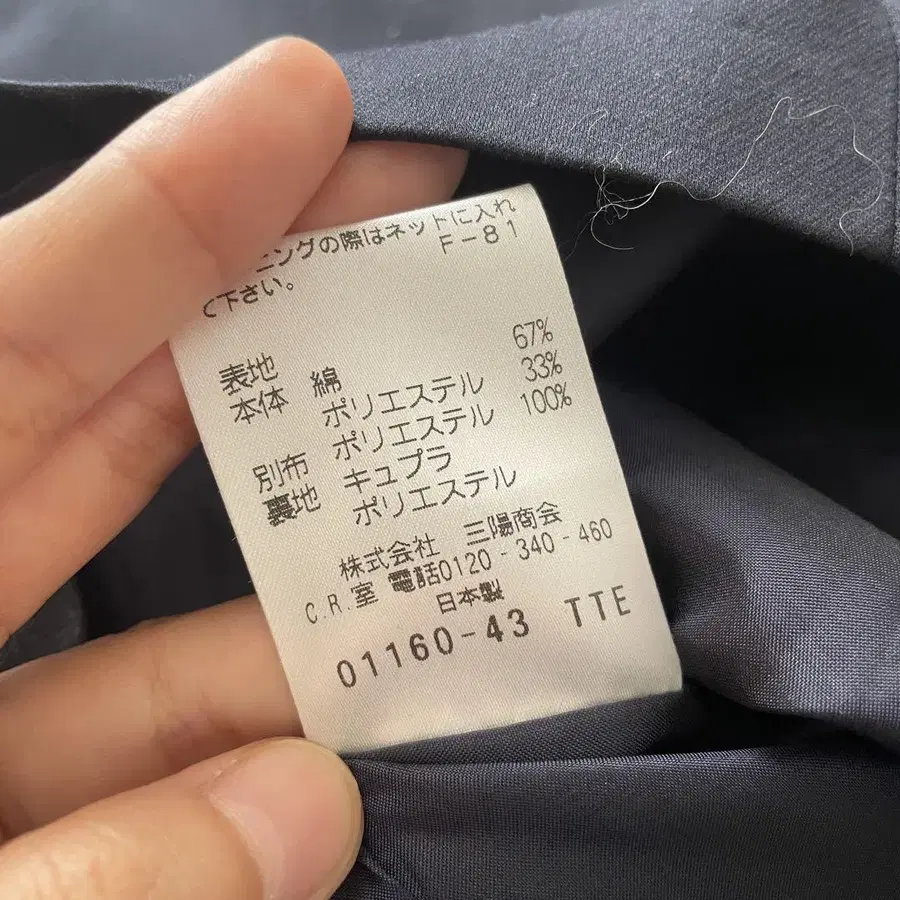 ニングの際はネットに入れ
て下さい。 F-81
表地
本体 綿 67%
ポリエステル 33%
別布 ポリエステル 100%
裏地 キュプラ
ポリエステル
株式会社 三陽商会
C.R.室 電話0120-340-460
日本製
01160-43 TTE